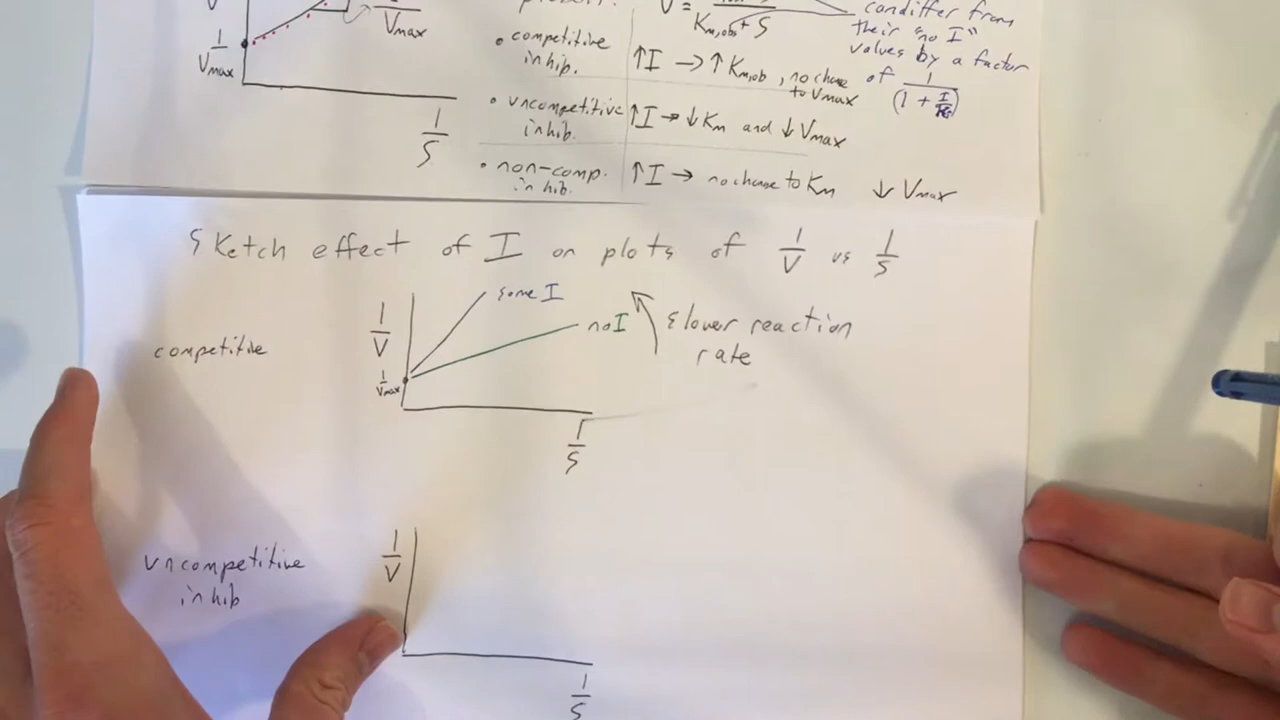 V
1
Vmax
1
Vmax
1
S
V =
Km,obs + S
• competitive
inhib.
↑I → ↑ Km,ob , no change
to Vmax
• uncompetitive
inhib.
↑I → ↓ Km and ↓ Vmax
• non-comp.
inhib.
↑I → no change to Km ↓ Vmax
can differ from
their "no I"
values by a factor
of 1
(1 + I
Sketch effect of I on plots of 1/V vs 1/S
competitive
1
V
1
Vmax
some I
no I
slower reaction
rate
1
S
uncompetitive
inhib
1
V
1
S